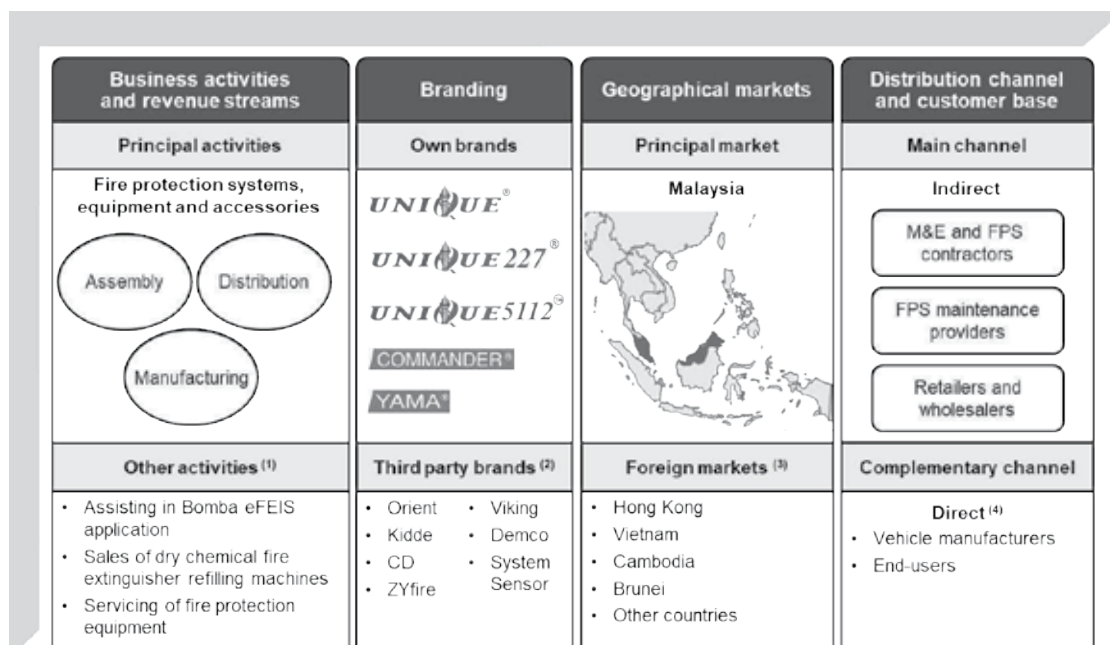 Business activities
and revenue streams
Principal activities
Fire protection systems,
equipment and accessories
Assembly
Distribution
Manufacturing
Other activities (1)
• Assisting in Bomba eFEIS
application
• Sales of dry chemical fire
extinguisher refilling machines
• Servicing of fire protection
equipment
Branding
Own brands
UNIQUE®
UNIQUE 227®
UNIQUE 5112™
COMMANDER®
YAMA®
Third party brands (2)
• Orient
• Kidde
• CD
• ZYfire
• Viking
• Demco
• System
Sensor
Geographical markets
Principal market
Malaysia
Foreign markets (3)
• Hong Kong
• Vietnam
• Cambodia
• Brunei
• Other countries
Distribution channel
and customer base
Main channel
Indirect
M&E and FPS
contractors
FPS maintenance
providers
Retailers and
wholesalers
Complementary channel
Direct (4)
• Vehicle manufacturers
• End-users